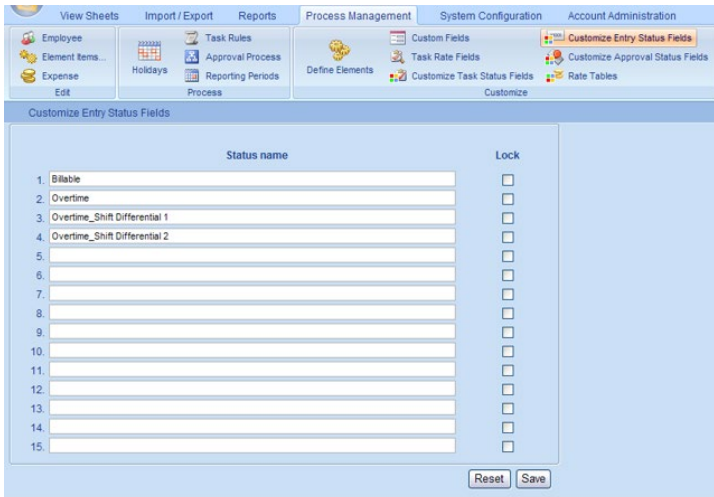 View Sheets Import / Export Reports Process Management System Configuration Account Administration
Employee Task Rules Custom Fields Customize Entry Status Fields
Element Items... Approval Process Task Rate Fields Customize Approval Status Fields
Expense Holidays Reporting Periods Define Elements Customize Task Status Fields Rate Tables
Edit Process Customize
Customize Entry Status Fields
Status name Lock
1. Billable
2. Overtime
3. Overtime_Shift Differential 1
4. Overtime_Shift Differential 2
5.
6.
7.
8.
9.
10.
11.
12.
13.
14.
15.
Reset Save